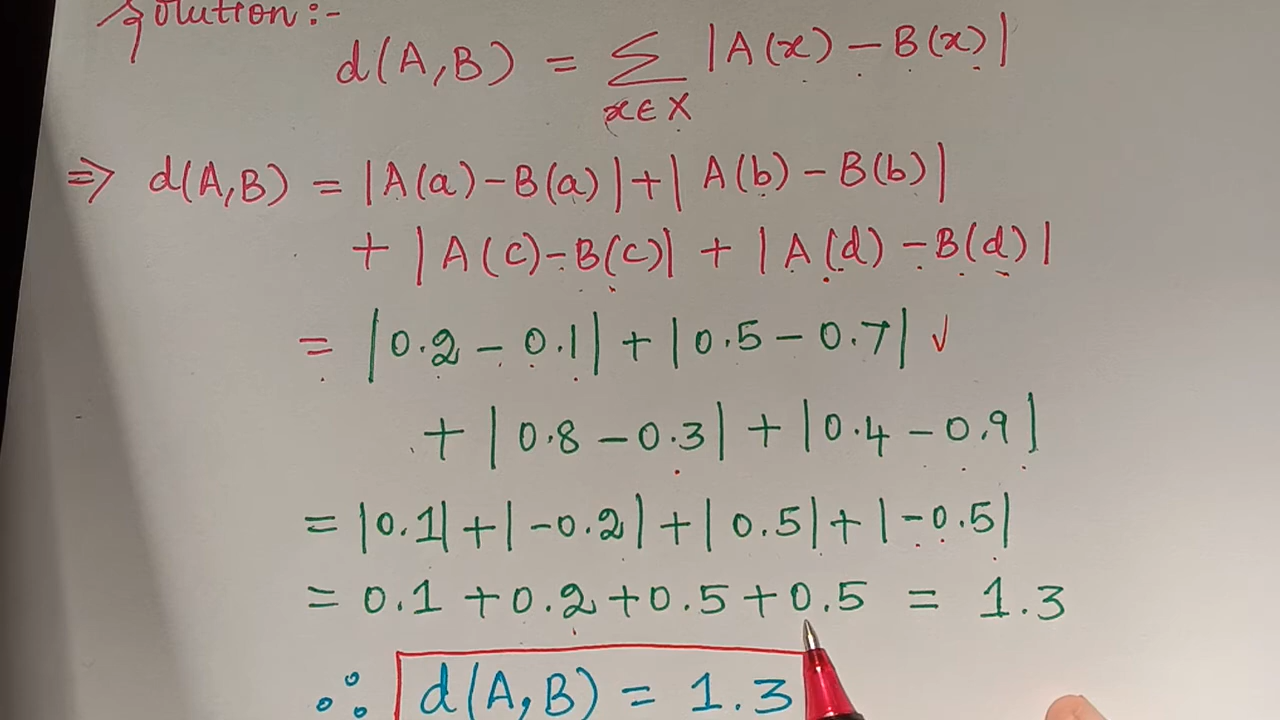 Solution:-
d(A,B) = ∑ |A(x) - B(x)|
x∈X
⇒ d(A,B) = |A(a)-B(a)|+| A(b) - B(b)|
+ |A(c)-B(c)| + |A(d) -B(d)|
= |0.2 - 0.1| + |0.5 - 0.7| ✓
+ |0.8 - 0.3| + |0.4 - 0.9|
= |0.1|+|-0.2|+|0.5|+|-0.5|
= 0.1 +0.2+0.5+0.5 = 1.3
∴ d(A,B) = 1.3